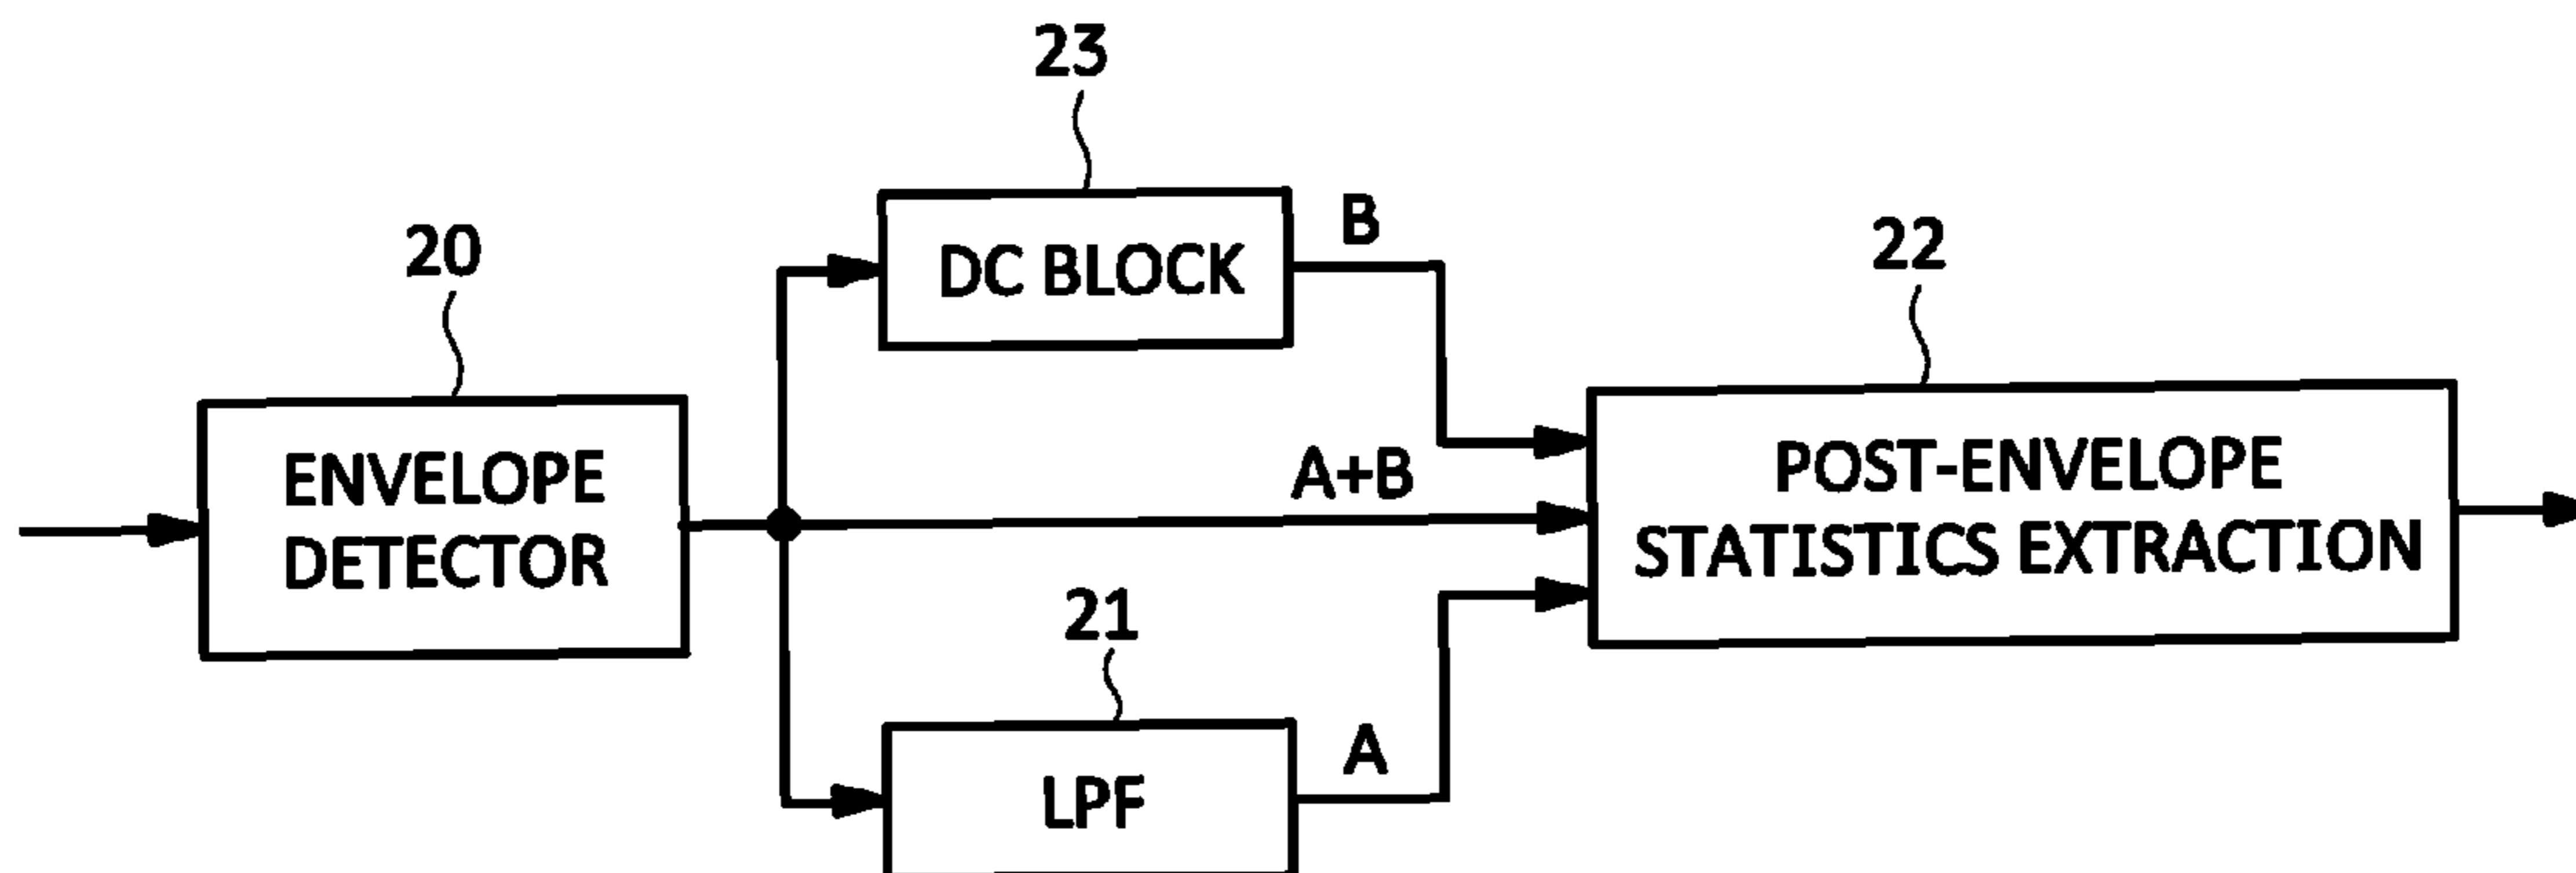 23
20
DC BLOCK
B
22
ENVELOPE
DETECTOR
A+B
POST-ENVELOPE
STATISTICS EXTRACTION
21
LPF
A